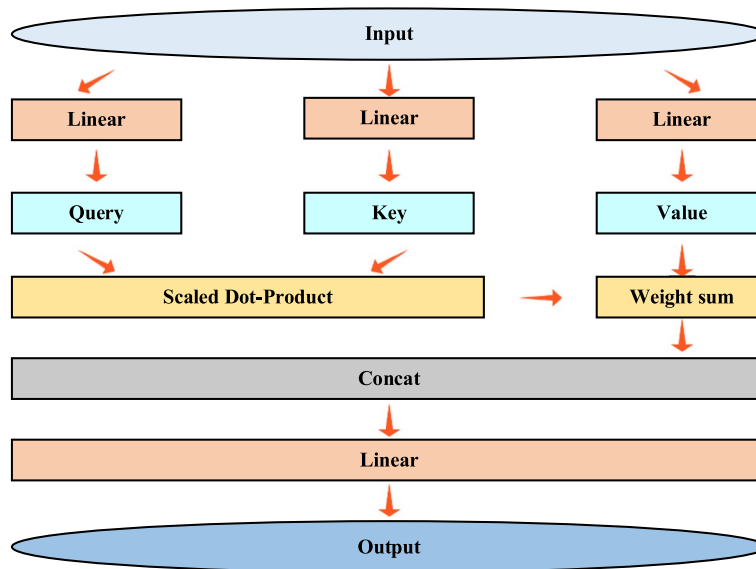 Input
Linear
Linear
Linear
Query
Key
Value
Scaled Dot-Product
Weight sum
Concat
Linear
Output